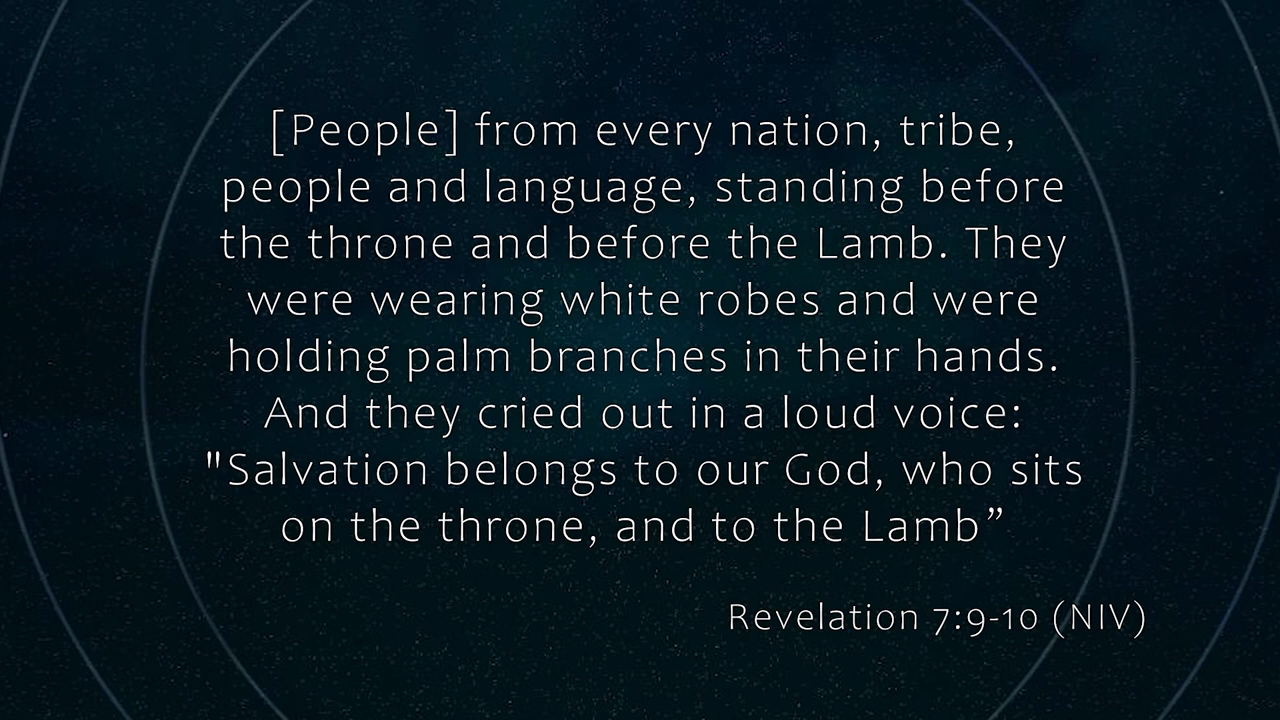 [People] from every nation, tribe,
people and language, standing before
the throne and before the Lamb. They
were wearing white robes and were
holding palm branches in their hands.
And they cried out in a loud voice:
"Salvation belongs to our God, who sits
on the throne, and to the Lamb”
Revelation 7:9-10 (NIV)